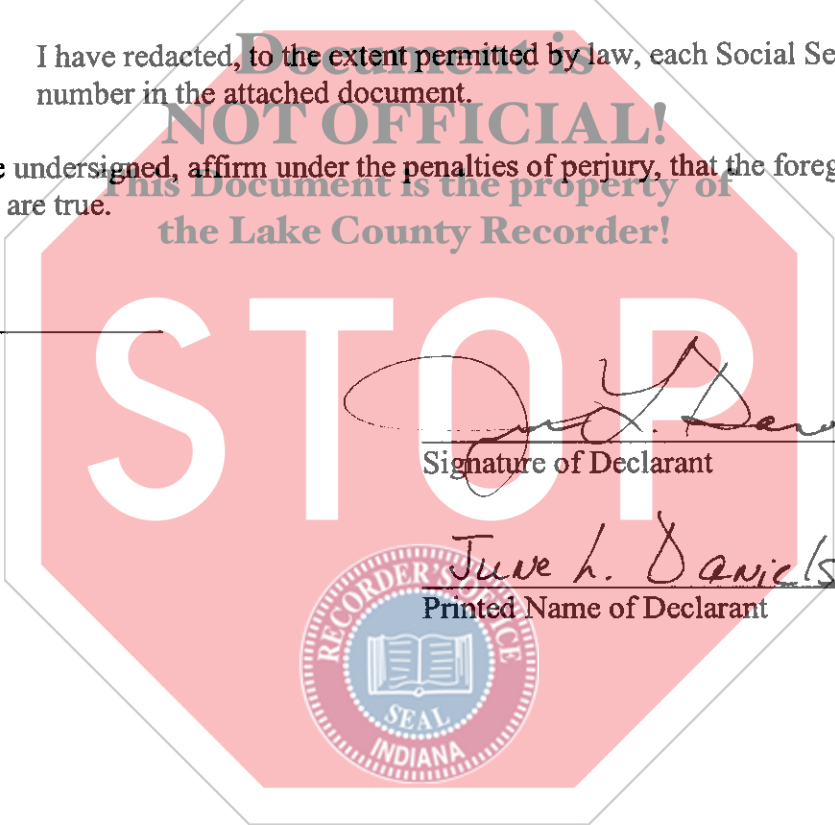 Document is
I have redacted, to the extent permitted by law, each Social Se
number in the attached document.
NOT OFFICIAL!
e undersigned, affirm under the penalties of perjury, that the foreg
This Document is the property of
are true.
the Lake County Recorder!
STOP
Signature of Declarant
June L. Daniels
Printed Name of Declarant
RECORDER'S OFFICE
SEAL
INDIANA